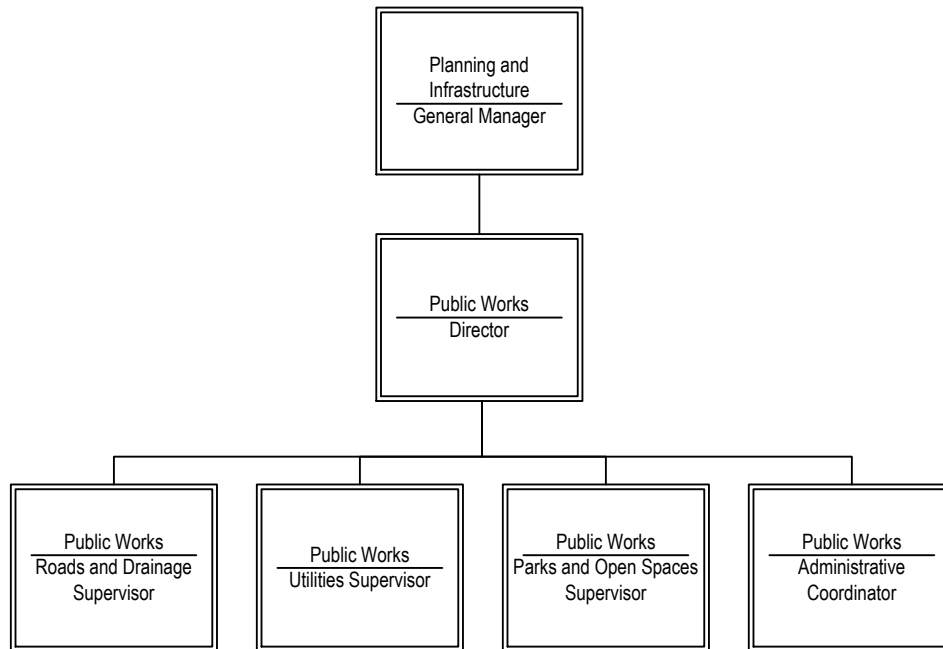 Planning and
Infrastructure
General Manager
Public Works
Director
Public Works
Roads and Drainage
Supervisor
Public Works
Utilities Supervisor
Public Works
Parks and Open Spaces
Supervisor
Public Works
Administrative
Coordinator